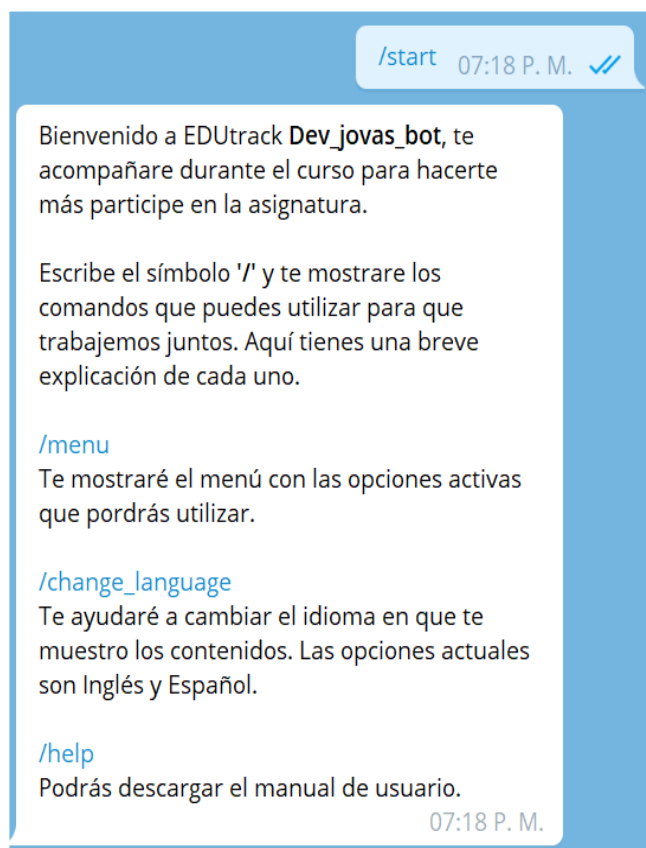 /start 07:18 P. M.
Bienvenido a EDUtrack Dev_jovas_bot, te
acompañare durante el curso para hacerte
más participe en la asignatura.
Escribe el símbolo '/' y te mostrare los
comandos que puedes utilizar para que
trabajemos juntos. Aquí tienes una breve
explicación de cada uno.
/menu
Te mostraré el menú con las opciones activas
que pordrás utilizar.
/change_language
Te ayudaré a cambiar el idioma en que te
muestro los contenidos. Las opciones actuales
son Inglés y Español.
/help
Podrás descargar el manual de usuario.
07:18 P. M.